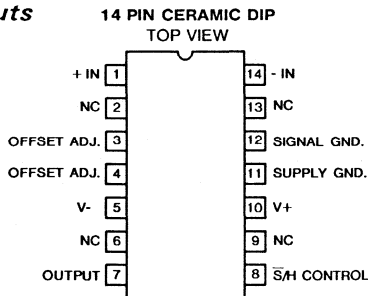 uts
14 PIN CERAMIC DIP
TOP VIEW
+ IN 1 14 - IN
NC 2 13 NC
OFFSET ADJ. 3 12 SIGNAL GND.
OFFSET ADJ. 4 11 SUPPLY GND.
V- 5 10 V+
NC 6 9 NC
OUTPUT 7 8 S̅/H CONTROL